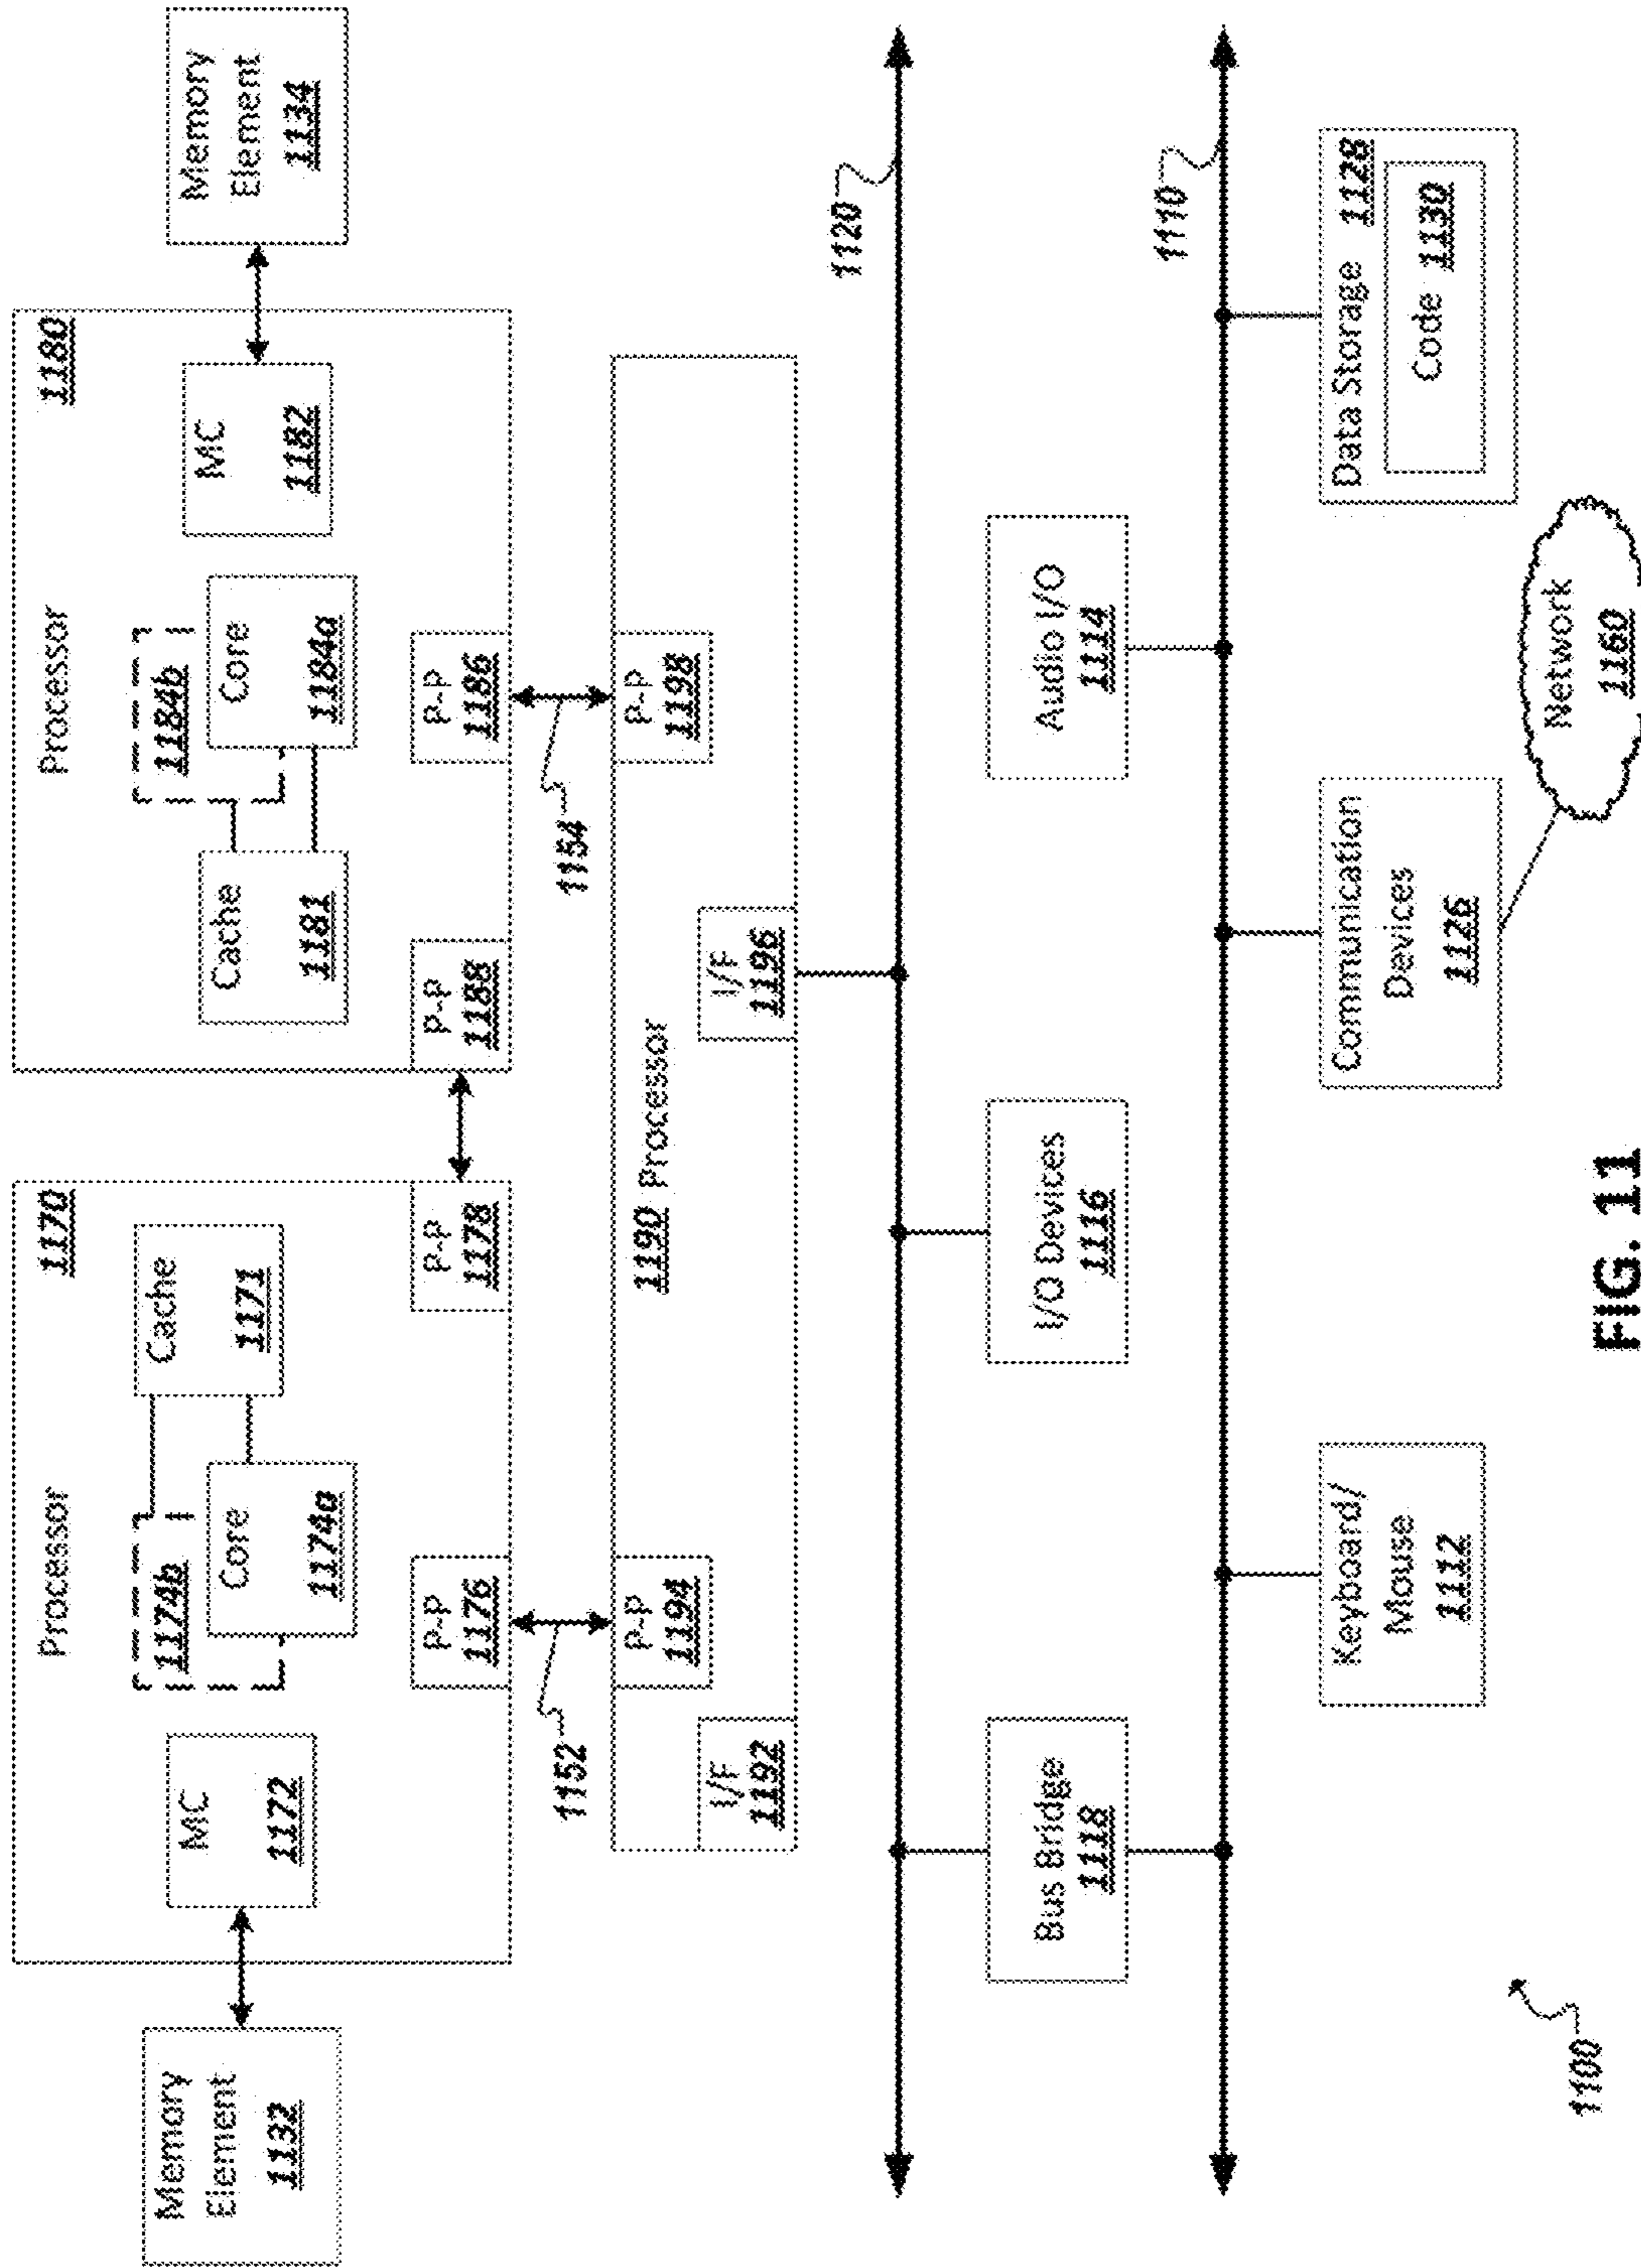 Memory
Element
1132
Processor
1170
MC
1172
1174b
Core
1174a
Cache
1171
P-P
1176
P-P
1178
Processor
1180
Cache
1181
1184b
Core
1184a
MC
1182
P-P
1188
P-P
1186
Memory
Element
1134
1152
1154
P-P
1194
1190 Processor
P-P
1198
I/F
1192
I/F
1196
1120
Bus Bridge
1118
I/O Devices
1116
Audio I/O
1114
1110
Keyboard/
Mouse
1112
Communication
Devices
1126
Data Storage 1128
Code 1130
Network
1160
1100
FIG. 11